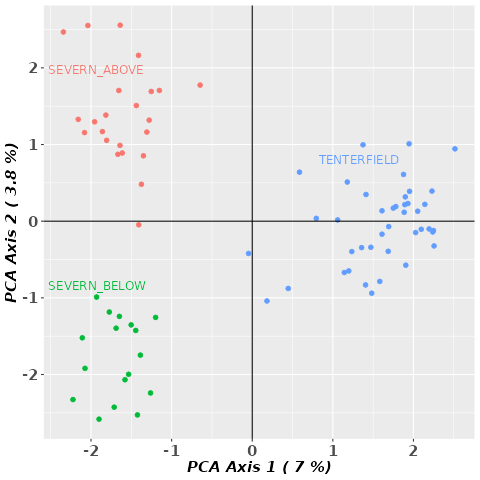 SEVERN_ABOVE
TENTERFIELD
SEVERN_BELOW
2
1
0
-1
-2
-2 -1 0 1 2
PCA Axis 1 ( 7 %)
PCA Axis 2 ( 3.8 %)